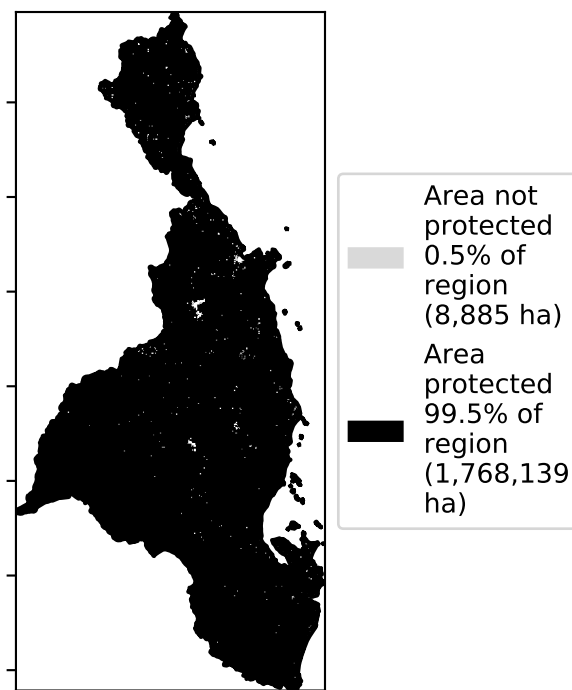 Area not
protected
0.5% of
region
(8,885 ha)
Area
protected
99.5% of
region
(1,768,139
ha)